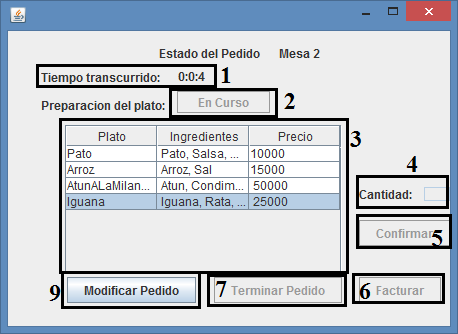 Estado del Pedido Mesa 2
Tiempo transcurrido: 0:0:4 1
Preparacion del plato: En Curso 2
3
Plato Ingredientes Precio
Pato Pato, Salsa, ... 10000
Arroz Arroz, Sal 15000
AtunALaMilan... Atun, Condim... 50000
Iguana Iguana, Rata, ... 25000
4
Cantidad:
Confirmar 5
9 Modificar Pedido 7 Terminar Pedido 6 Facturar